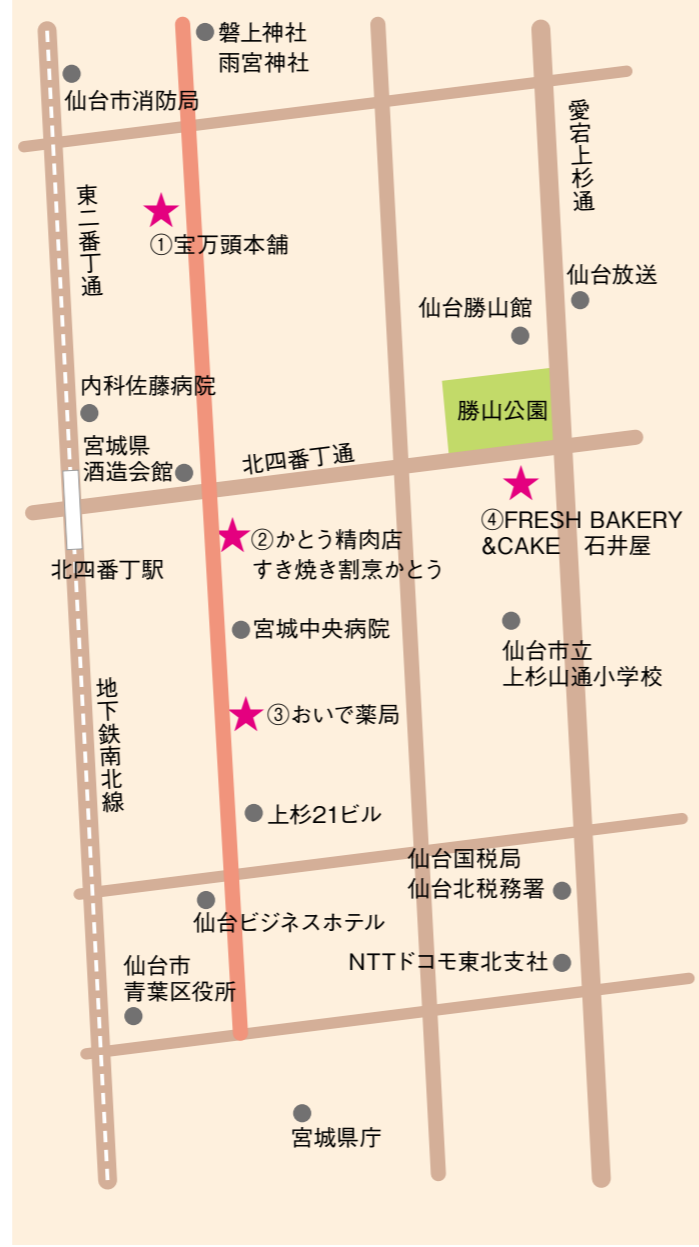 磐上神社
雨宮神社
仙台市消防局
愛宕上杉通
東二番丁通
①宝万頭本舗
仙台放送
仙台勝山館
内科佐藤病院
勝山公園
宮城県
酒造会館
北四番丁通
④FRESH BAKERY
&CAKE　石井屋
②かとう精肉店
すき焼き割烹かとう
北四番丁駅
宮城中央病院
仙台市立
上杉山通小学校
地下鉄南北線
③おいで薬局
上杉21ビル
仙台国税局
仙台北税務署
仙台ビジネスホテル
NTTドコモ東北支社
仙台市
青葉区役所
宮城県庁